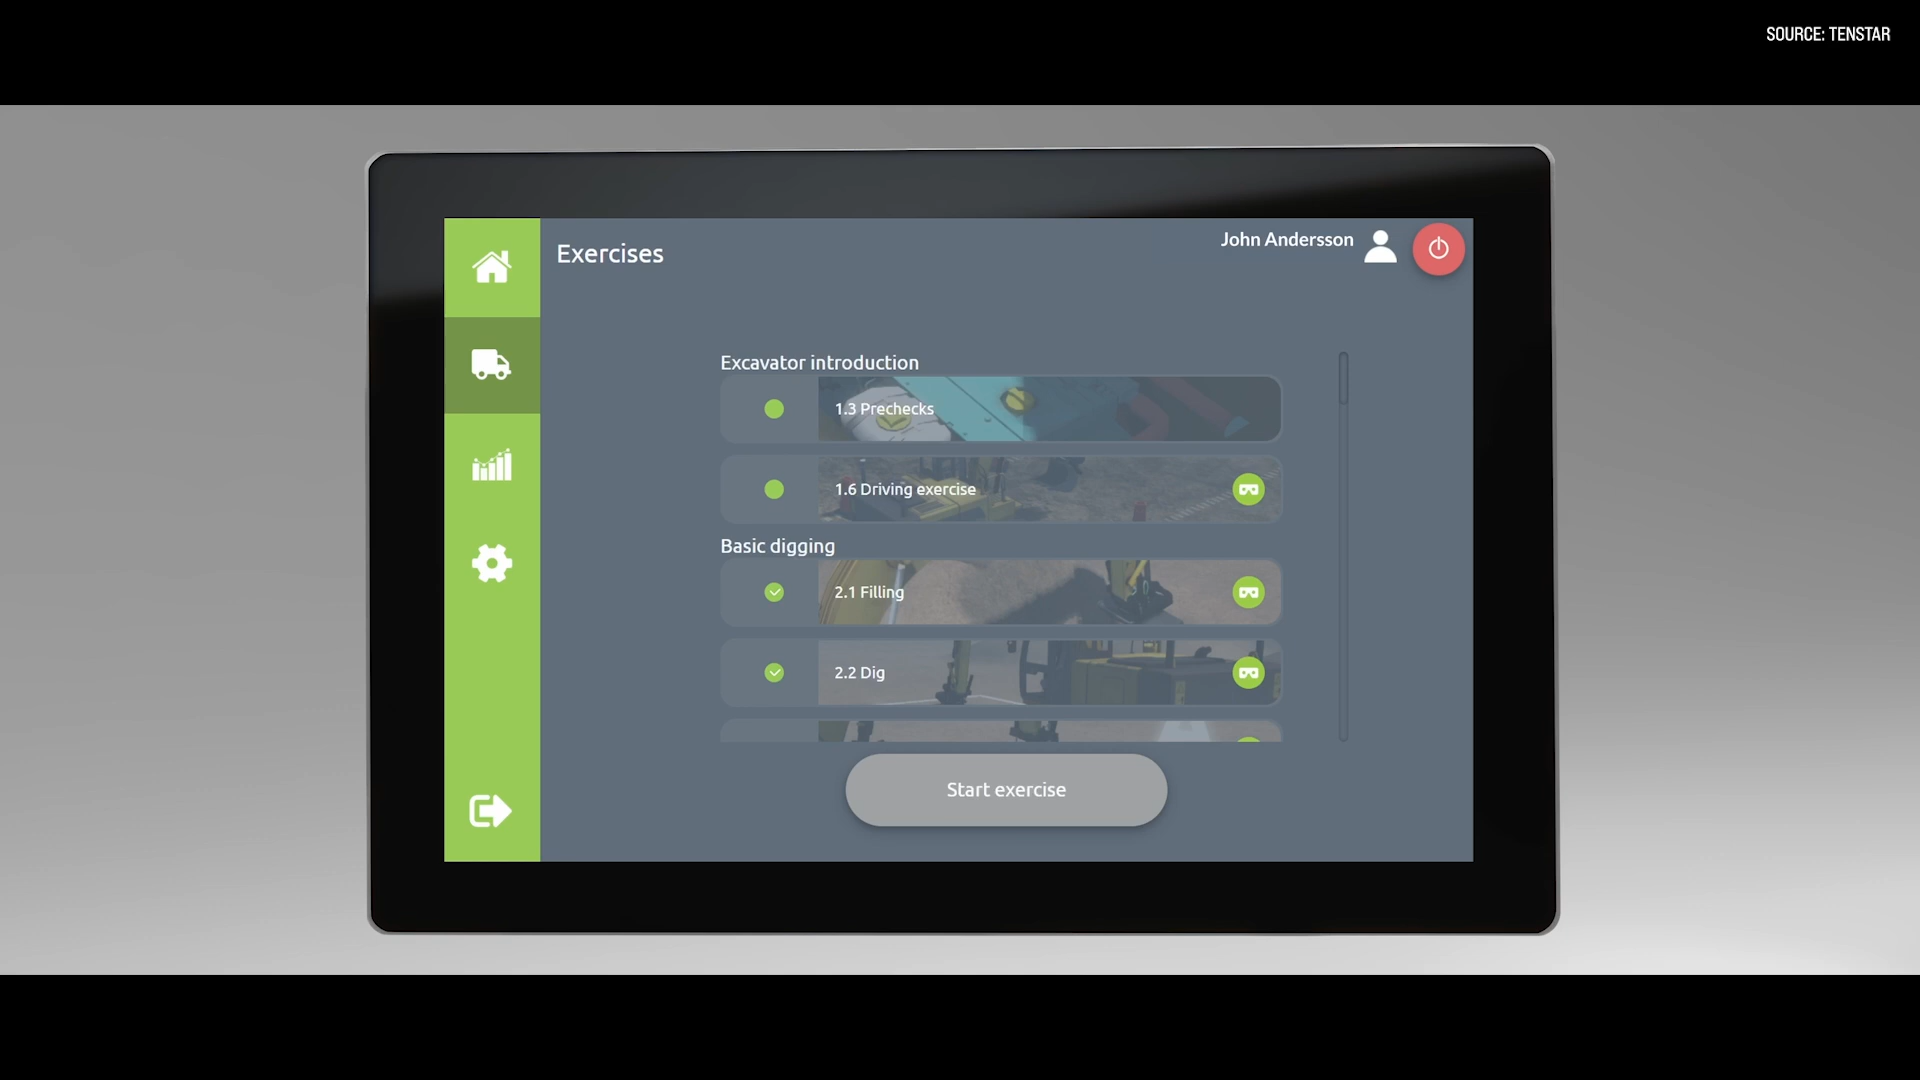 SOURCE: TENSTAR
Exercises
John Andersson
Excavator introduction
1.3 Prechecks
1.6 Driving exercise
Basic digging
2.1 Filling
2.2 Dig
Start exercise